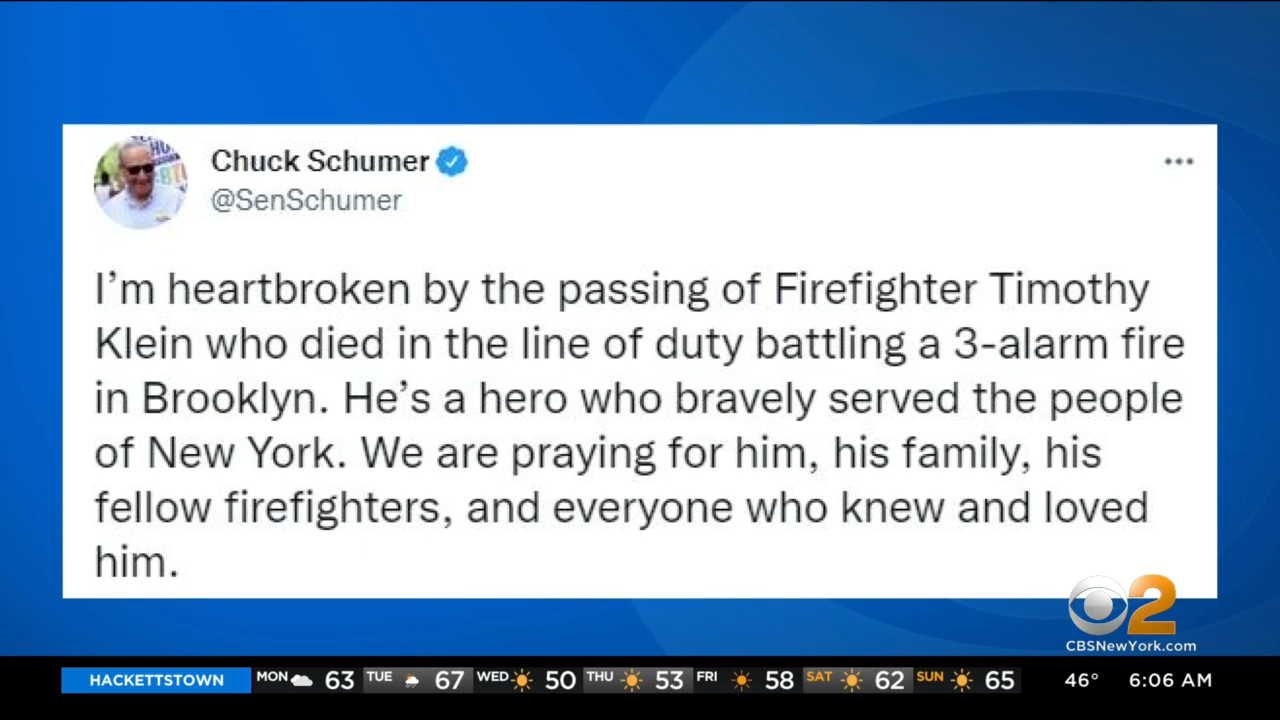 Chuck Schumer
@SenSchumer
I'm heartbroken by the passing of Firefighter Timothy
Klein who died in the line of duty battling a 3-alarm fire
in Brooklyn. He's a hero who bravely served the people
of New York. We are praying for him, his family, his
fellow firefighters, and everyone who knew and loved
him.
2
CBSNewYork.com
HACKETTSTOWN MON 63 TUE 67 WED 50 THU 53 FRI 58 SAT 62 SUN 65 46° 6:06 AM